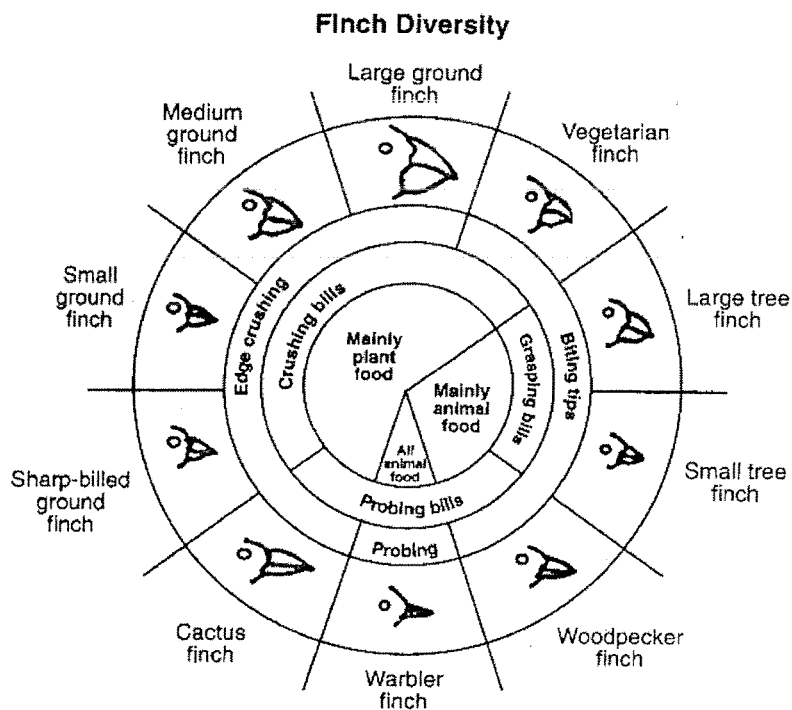 Finch Diversity
Large ground
finch
Vegetarian
finch
Large tree
finch
Small tree
finch
Woodpecker
finch
Warbler
finch
Cactus
finch
Sharp-billed
ground
finch
Small
ground
finch
Medium
ground
finch
Edge crushing
Biting tips
Probing
Crushing bills
Grasping bills
Probing bills
Mainly
plant
food
Mainly
animal
food
All
animal
food